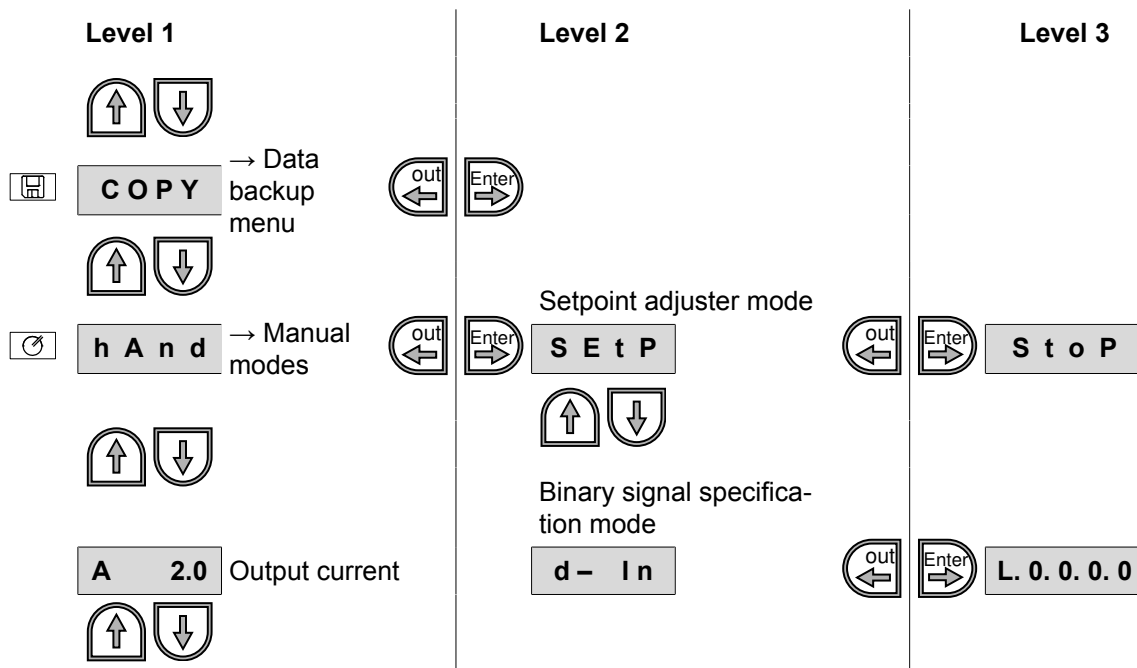 Level 1 Level 2 Level 3
→ Data
COPY backup
menu
out Enter
Setpoint adjuster mode
hAnd → Manual
modes
out Enter
SEtP
out Enter
StoP
Binary signal specifica-
tion mode
A 2.0 Output current
d– In
out Enter
L.0.0.0.0